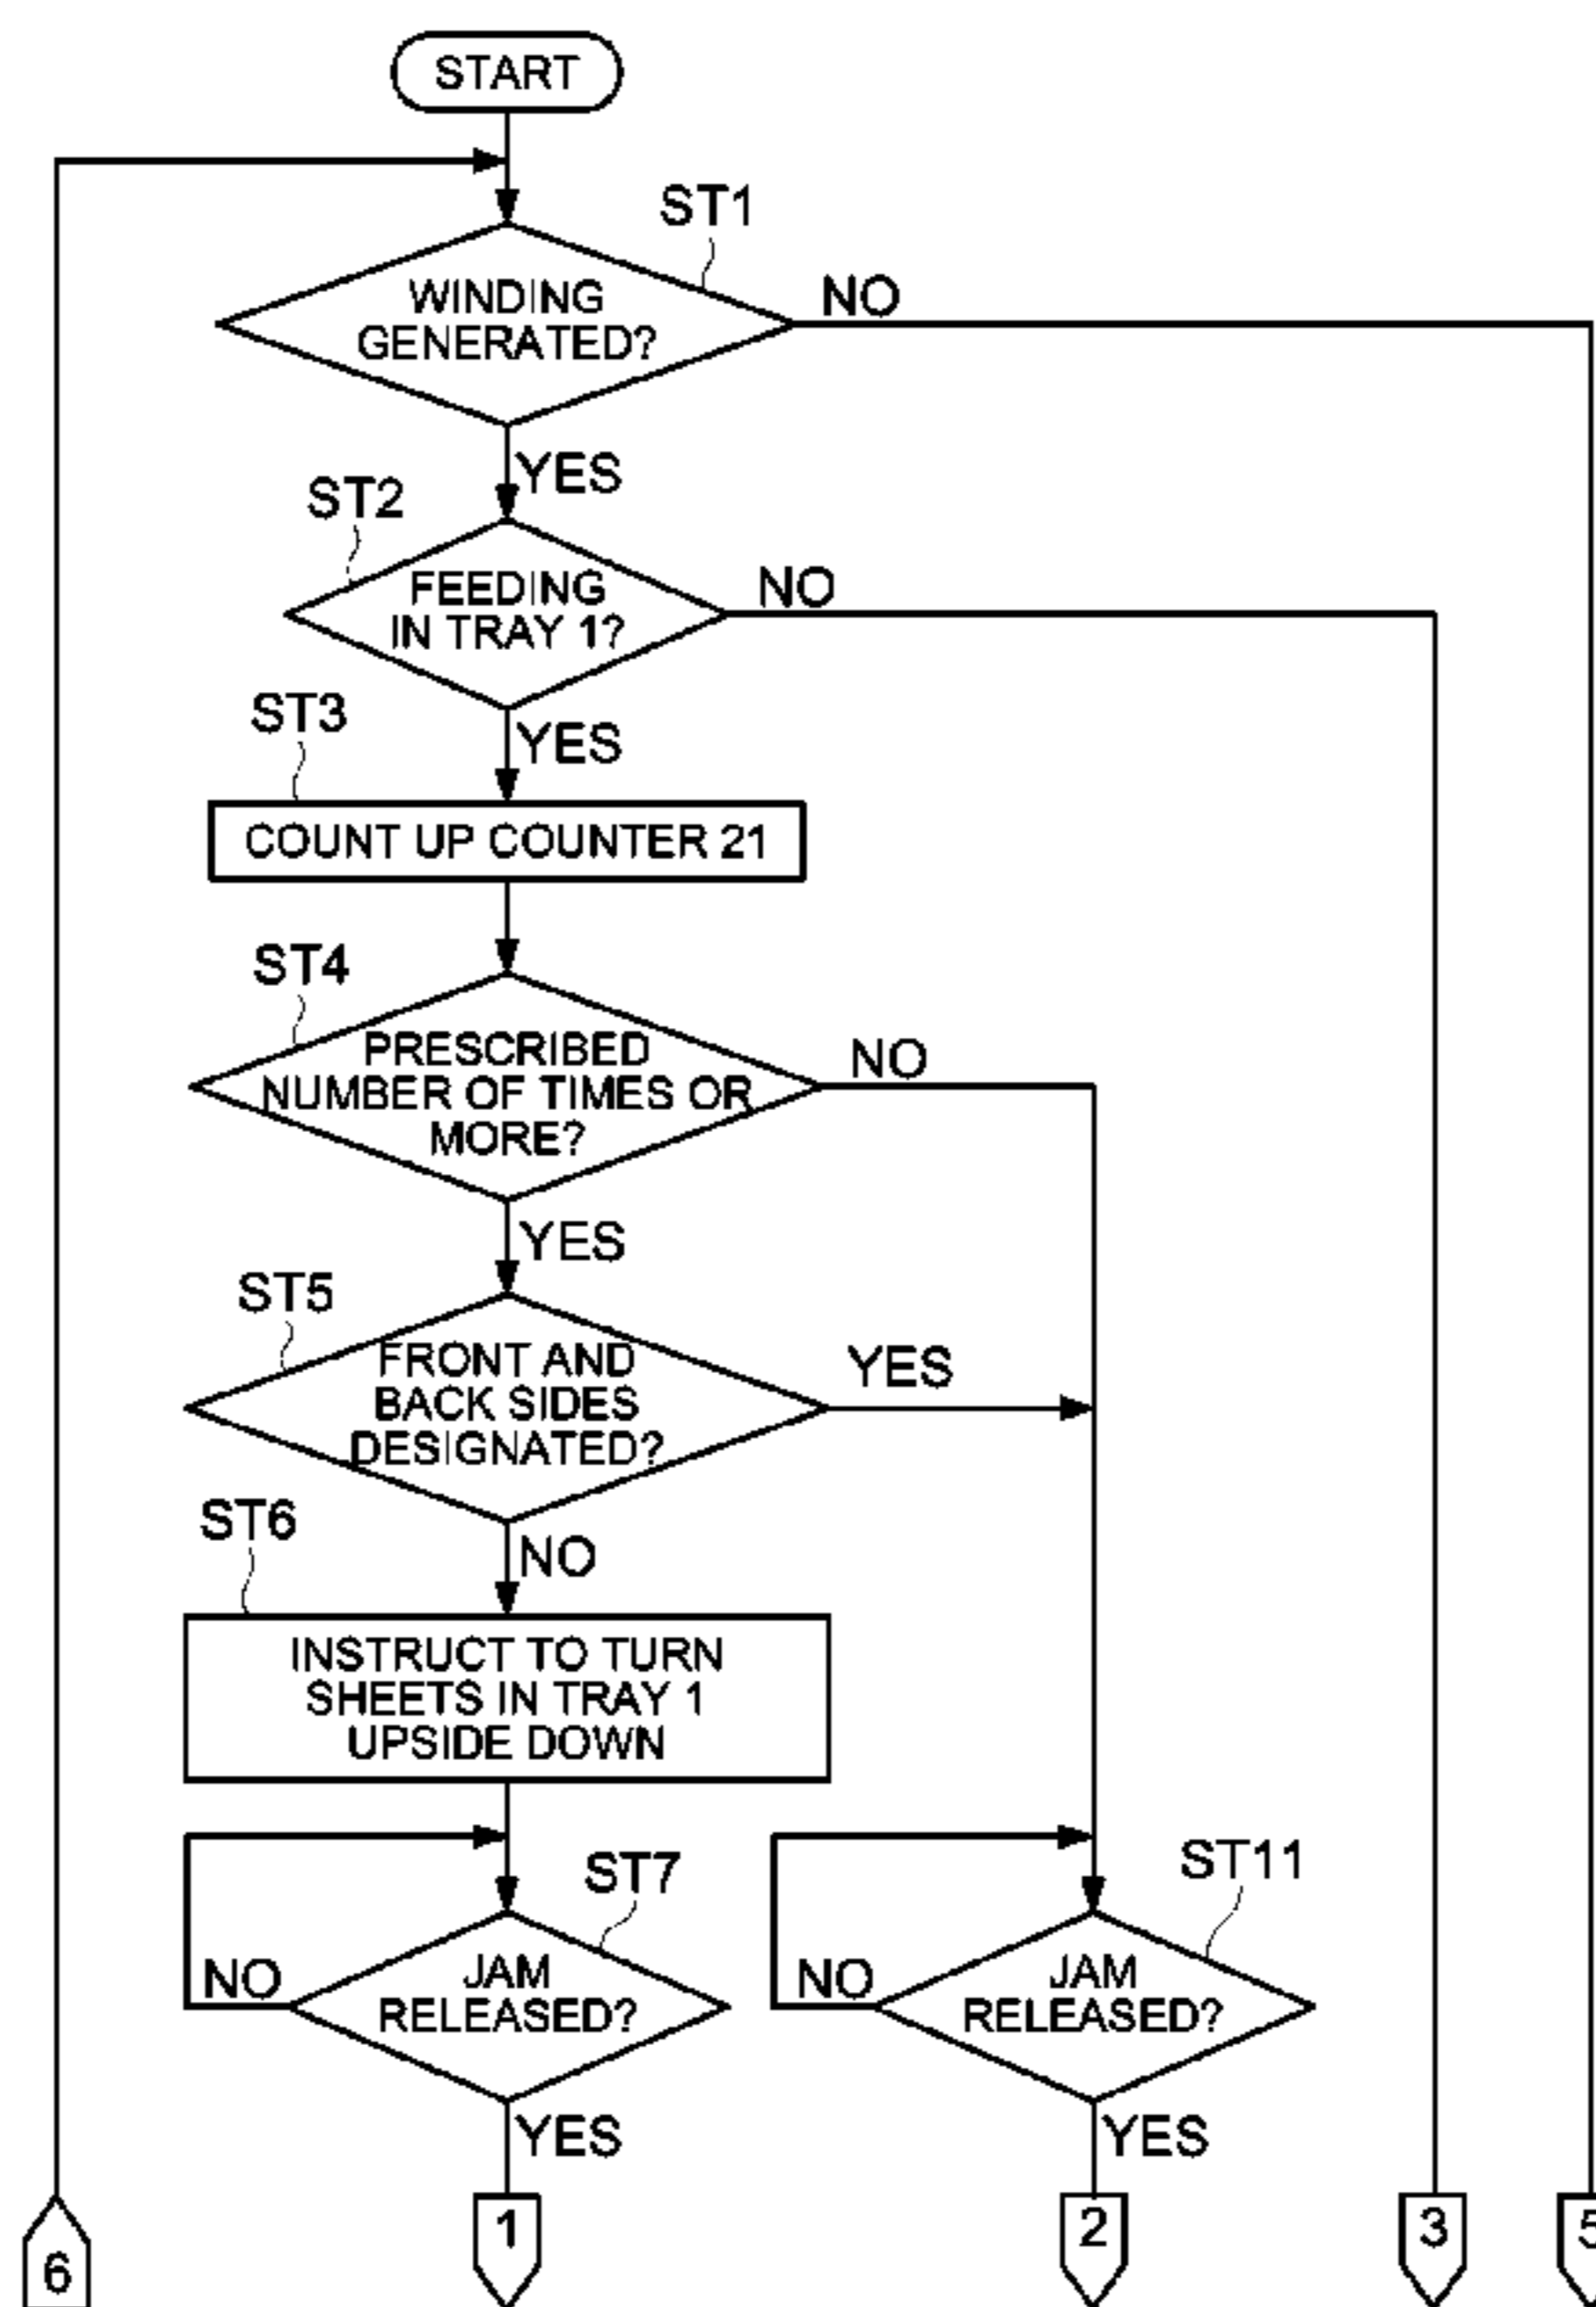 START
ST1
WINDING
GENERATED?
NO
YES
ST2
FEEDING
IN TRAY 1?
NO
YES
ST3
COUNT UP COUNTER 21
ST4
PRESCRIBED
NUMBER OF TIMES OR
MORE?
NO
YES
ST5
FRONT AND
BACK SIDES
DESIGNATED?
YES
NO
ST6
INSTRUCT TO TURN
SHEETS IN TRAY 1
UPSIDE DOWN
ST7
JAM
RELEASED?
NO
YES
ST11
JAM
RELEASED?
NO
YES
6
1
2
3
5